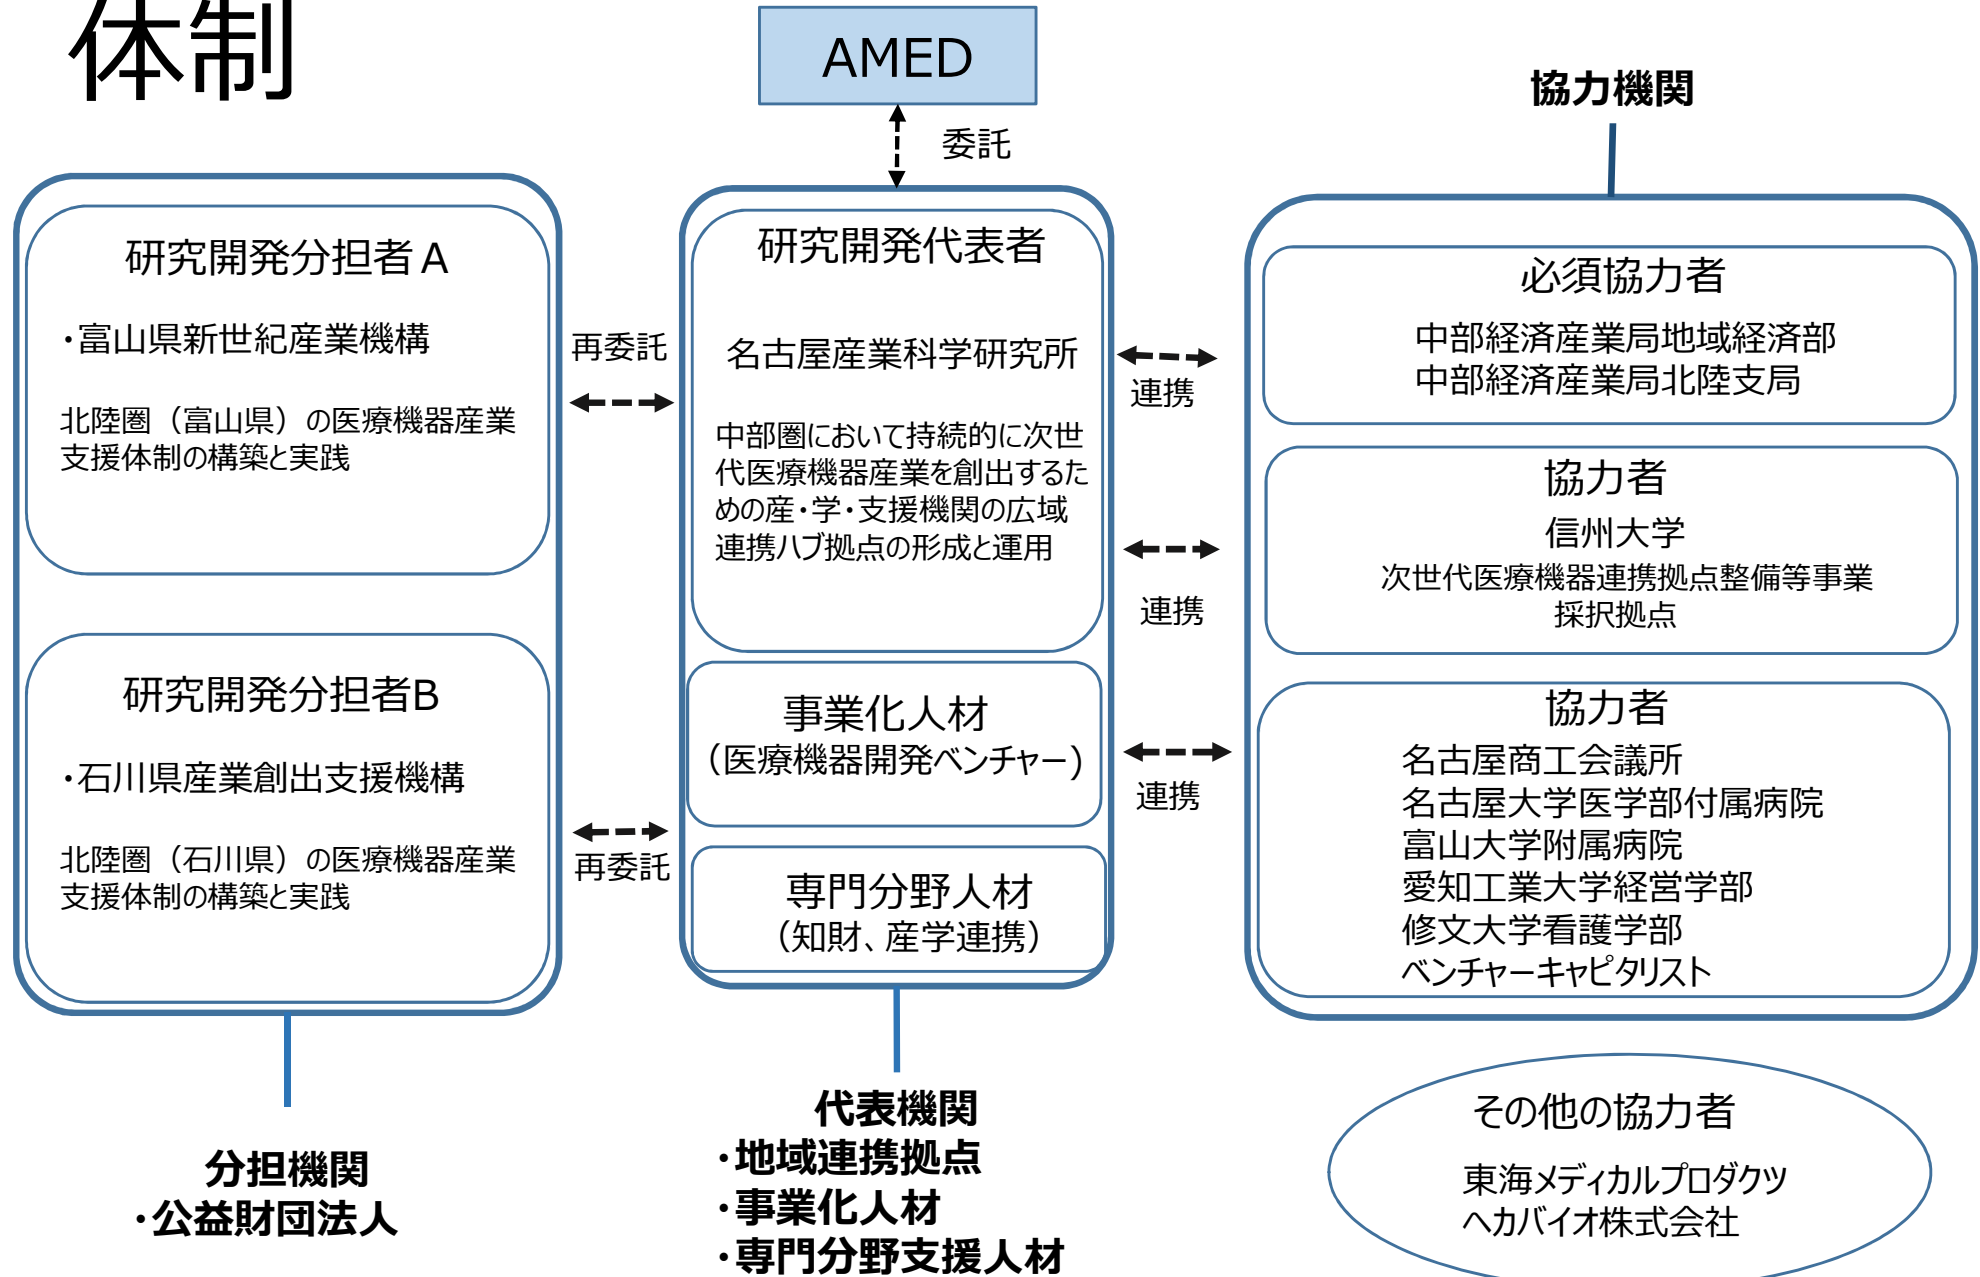 体制
AMED
委託
協力機関
研究開発分担者A
・富山県新世紀産業機構
北陸圏（富山県）の医療機器産業
支援体制の構築と実践
研究開発分担者B
・石川県産業創出支援機構
北陸圏（石川県）の医療機器産業
支援体制の構築と実践
分担機関
・公益財団法人
再委託
再委託
研究開発代表者
名古屋産業科学研究所
中部圏において持続的に次世
代医療機器産業を創出するた
めの産・学・支援機関の広域
連携ハブ拠点の形成と運用
事業化人材
（医療機器開発ベンチャー)
専門分野人材
（知財、産学連携）
代表機関
・地域連携拠点
・事業化人材
・専門分野支援人材
連携
連携
連携
必須協力者
中部経済産業局地域経済部
中部経済産業局北陸支局
協力者
信州大学
次世代医療機器連携拠点整備等事業
採択拠点
協力者
名古屋商工会議所
名古屋大学医学部付属病院
富山大学附属病院
愛知工業大学経営学部
修文大学看護学部
ベンチャーキャピタリスト
その他の協力者
東海メディカルプロダクツ
ヘカバイオ株式会社